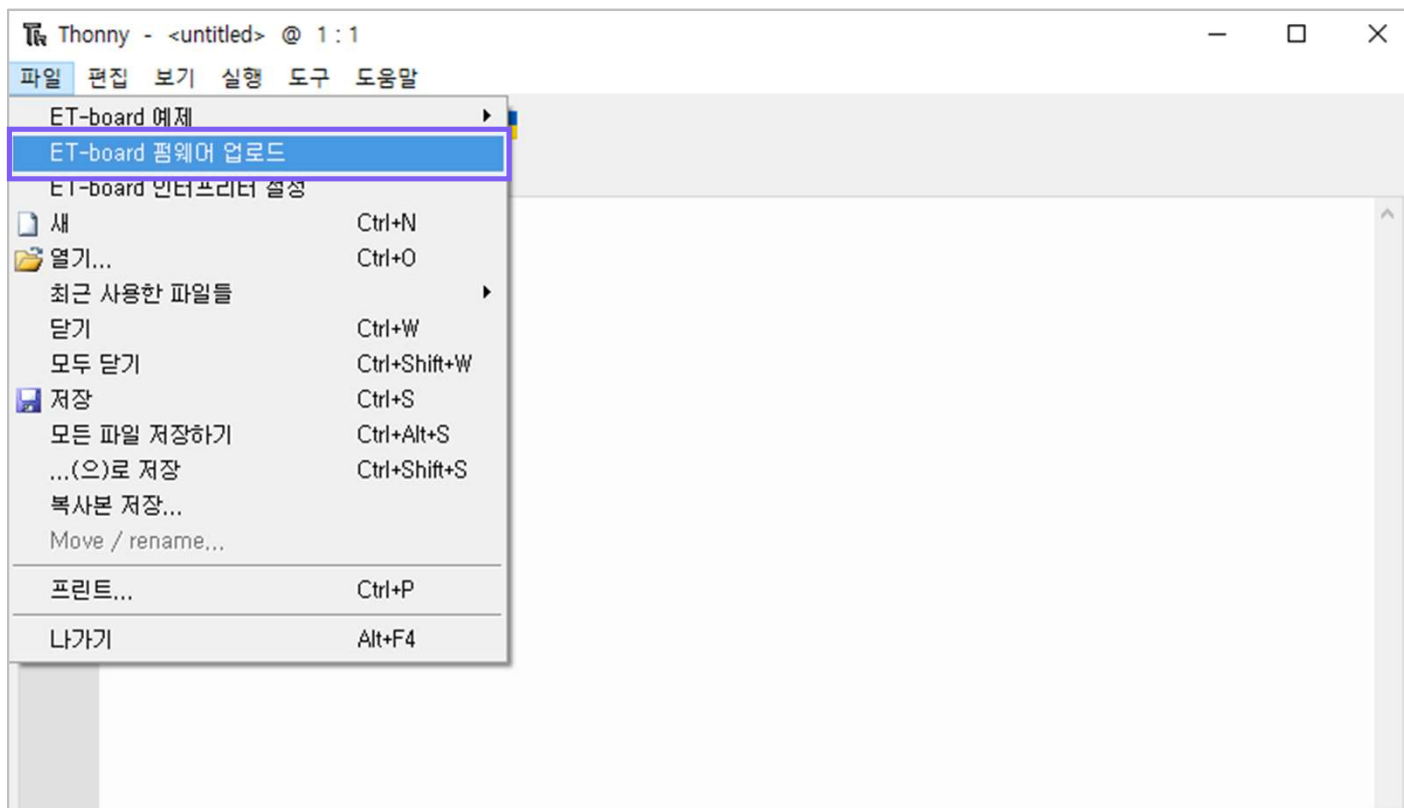 Thonny - <untitled> @ 1 : 1
파일 편집 보기 실행 도구 도움말
ET-board 예제
ET-board 펌웨어 업로드
ET-board 인터프리터 설정
새 Ctrl+N
열기... Ctrl+O
최근 사용한 파일들
닫기 Ctrl+W
모두 닫기 Ctrl+Shift+W
저장 Ctrl+S
모든 파일 저장하기 Ctrl+Alt+S
...(으)로 저장 Ctrl+Shift+S
복사본 저장...
Move / rename...
프린트... Ctrl+P
나가기 Alt+F4